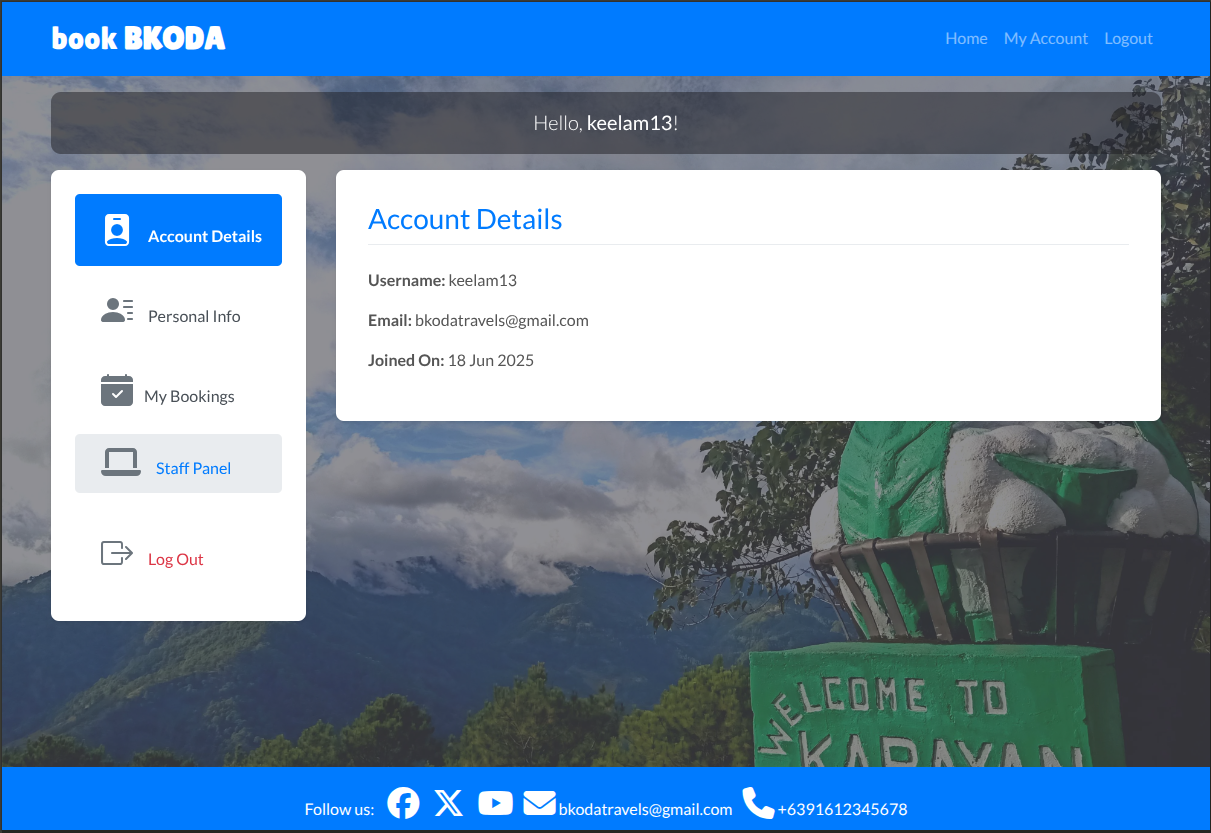 book BKODA
Home My Account Logout
Hello, keelam13!
Account Details
Personal Info
My Bookings
Staff Panel
Log Out
Account Details
Username: keelam13
Email: bkodatravels@gmail.com
Joined On: 18 Jun 2025
WELCOME TO
KABAYAN
Follow us: bkodatravels@gmail.com +6391612345678